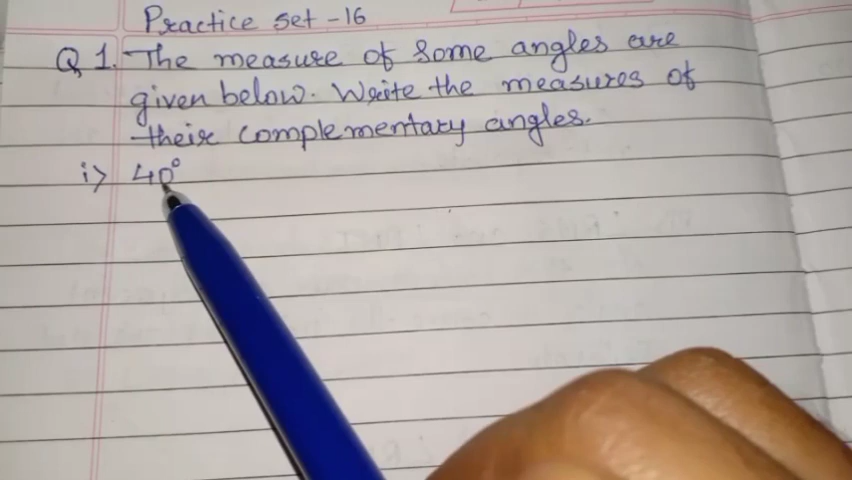 Practice set -16
Q 1. The measure of some angles are
given below. Write the measures of
their complementary angles.
i> 40°